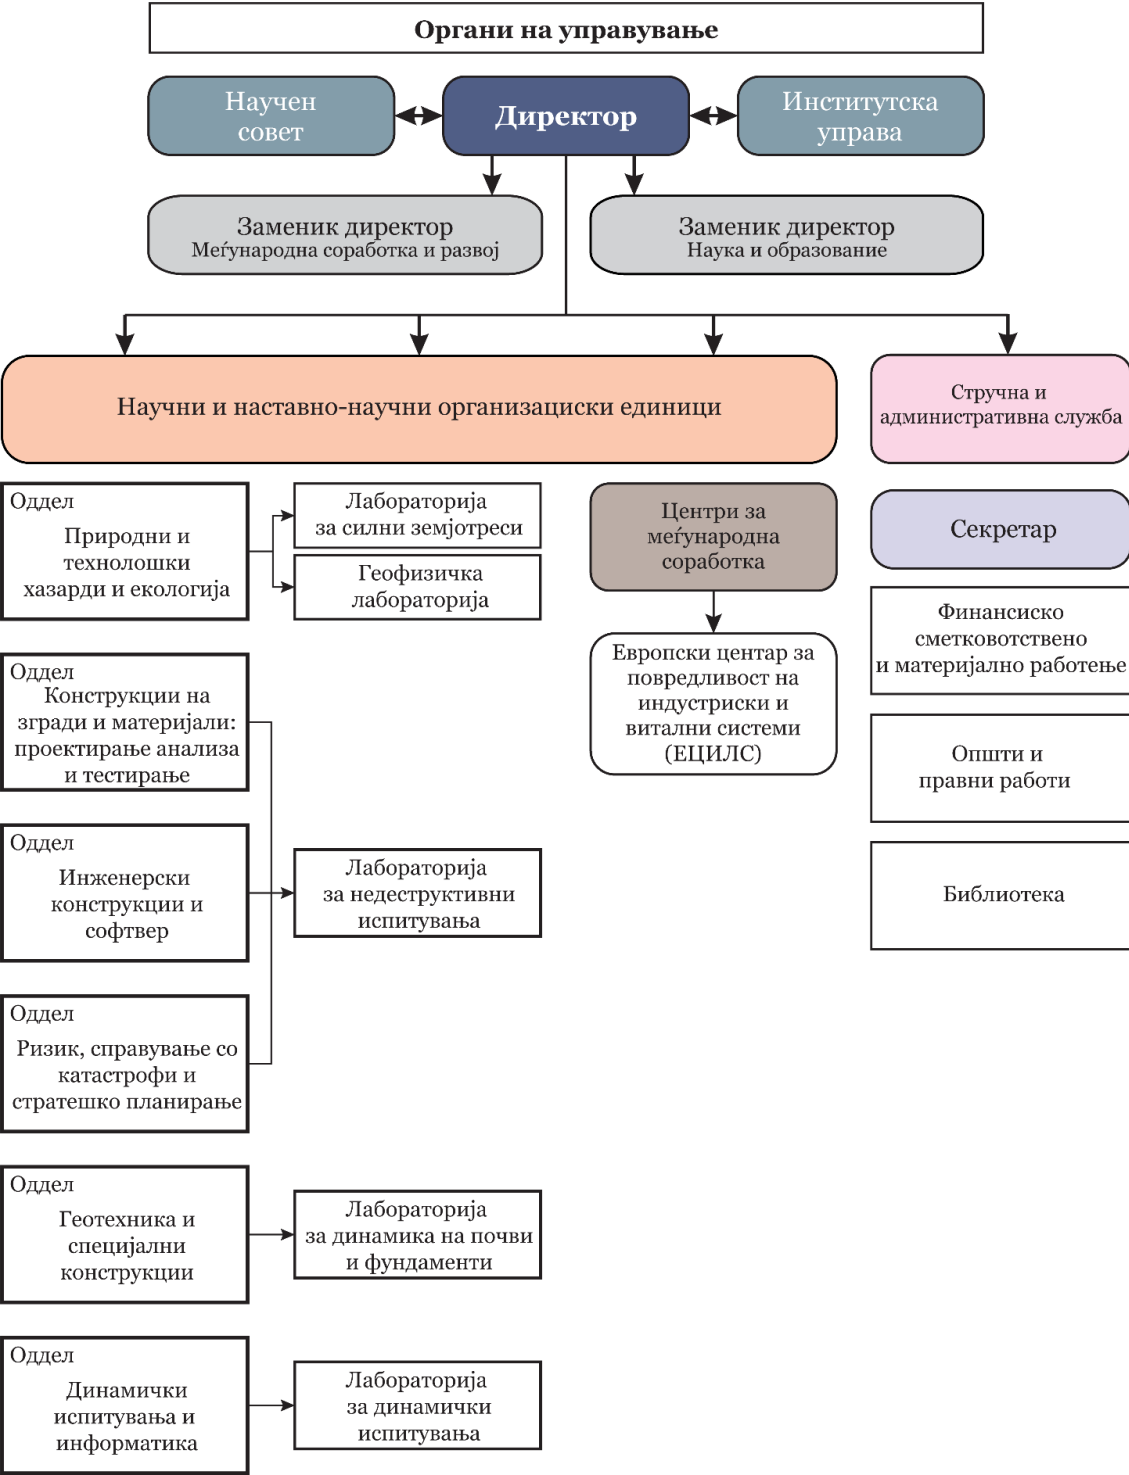 Органи на управување
Научен
совет
Директор
Институтска
управа
Заменик директор
Меѓународна соработка и развој
Заменик директор
Наука и образование
Научни и наставно-научни организациски единици
Стручна и
административна служба
Оддел
Природни и
технолошки
хазарди и екологија
Лабораторија
за силни земјотреси
Геофизичка
лабораторија
Центри за
меѓународна
соработка
Европски центар за
повредливост на
индустриски и
витални системи
(ЕЦИЛС)
Секретар
Финансиско
сметковотствено
и материјално работење
Општи и
правни работи
Библиотека
Оддел
Конструкции на
згради и материјали:
проектирање анализа
и тестирање
Оддел
Инженерски
конструкции и
софтвер
Лабораторија
за недеструктивни
испитувања
Оддел
Ризик, справување со
катастрофи и
стратешко планирање
Оддел
Геотехника и
специјални
конструкции
Лабораторија
за динамика на почви
и фундаменти
Оддел
Динамички
испитувања и
информатика
Лабораторија
за динамички
испитувања